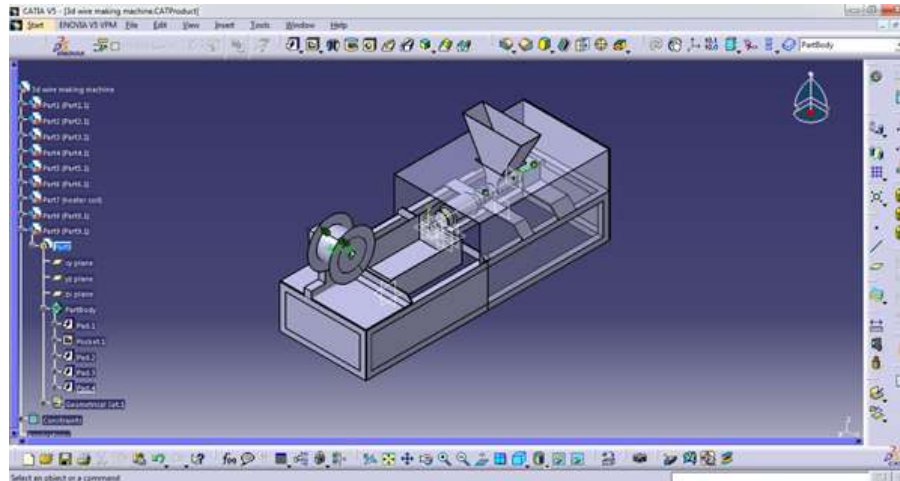 CATIA V5 - [3d wire making machine.CATProduct]
Start ENOVIA V5 VPM File Edit View Insert Tools Window Help
PartBody
3d wire making machine
Part1 (Part1.1)
Part2 (Part2.1)
Part3 (Part3.1)
Part4 (Part4.1)
Part5 (Part5.1)
Part6 (Part6.1)
Part7 (heater coil)
Part8 (Part8.1)
Part9 (Part9.1)
Part9
xy plane
yz plane
zx plane
PartBody
Pad.1
Pocket.1
Pad.2
Pad.3
Pad.4
Geometrical Set.1
Constraints
Select an object or a command